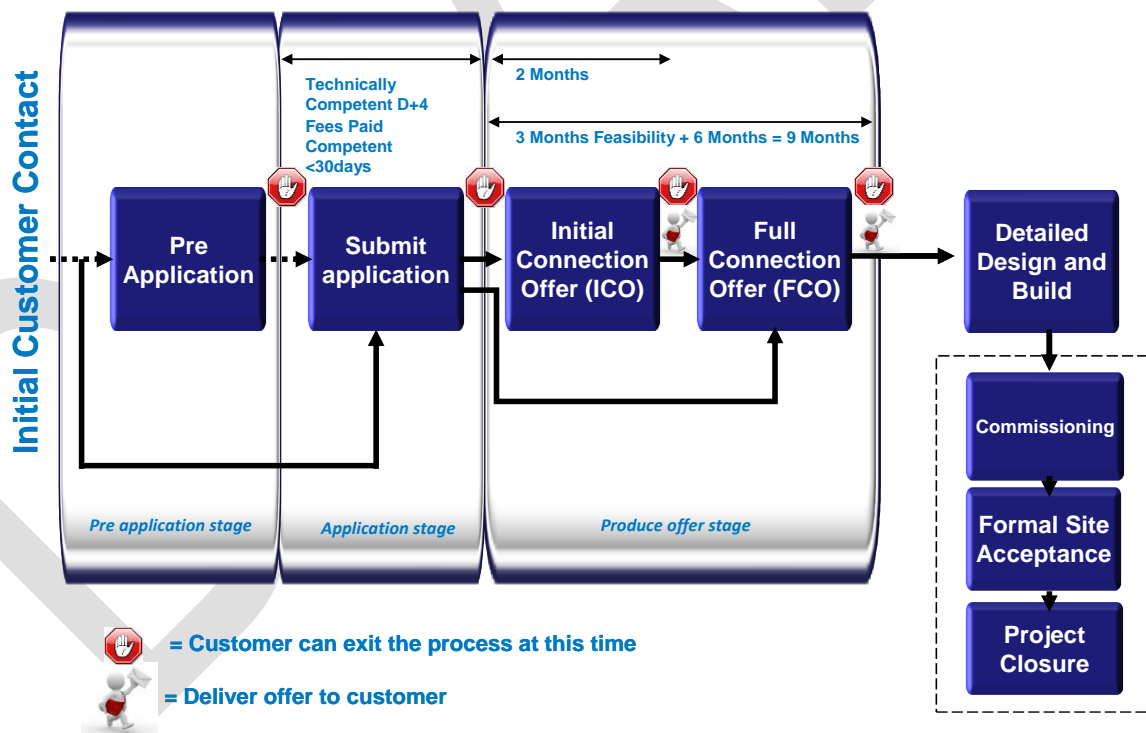 Initial Customer Contact
Technically
Competent D+4
Fees Paid
Competent
<30days
2 Months
3 Months Feasibility + 6 Months = 9 Months
Pre
Application
Submit
application
Initial
Connection
Offer (ICO)
Full
Connection
Offer (FCO)
Detailed
Design and
Build
Commissioning
Formal Site
Acceptance
Project
Closure
Pre application stage
Application stage
Produce offer stage
= Customer can exit the process at this time
= Deliver offer to customer